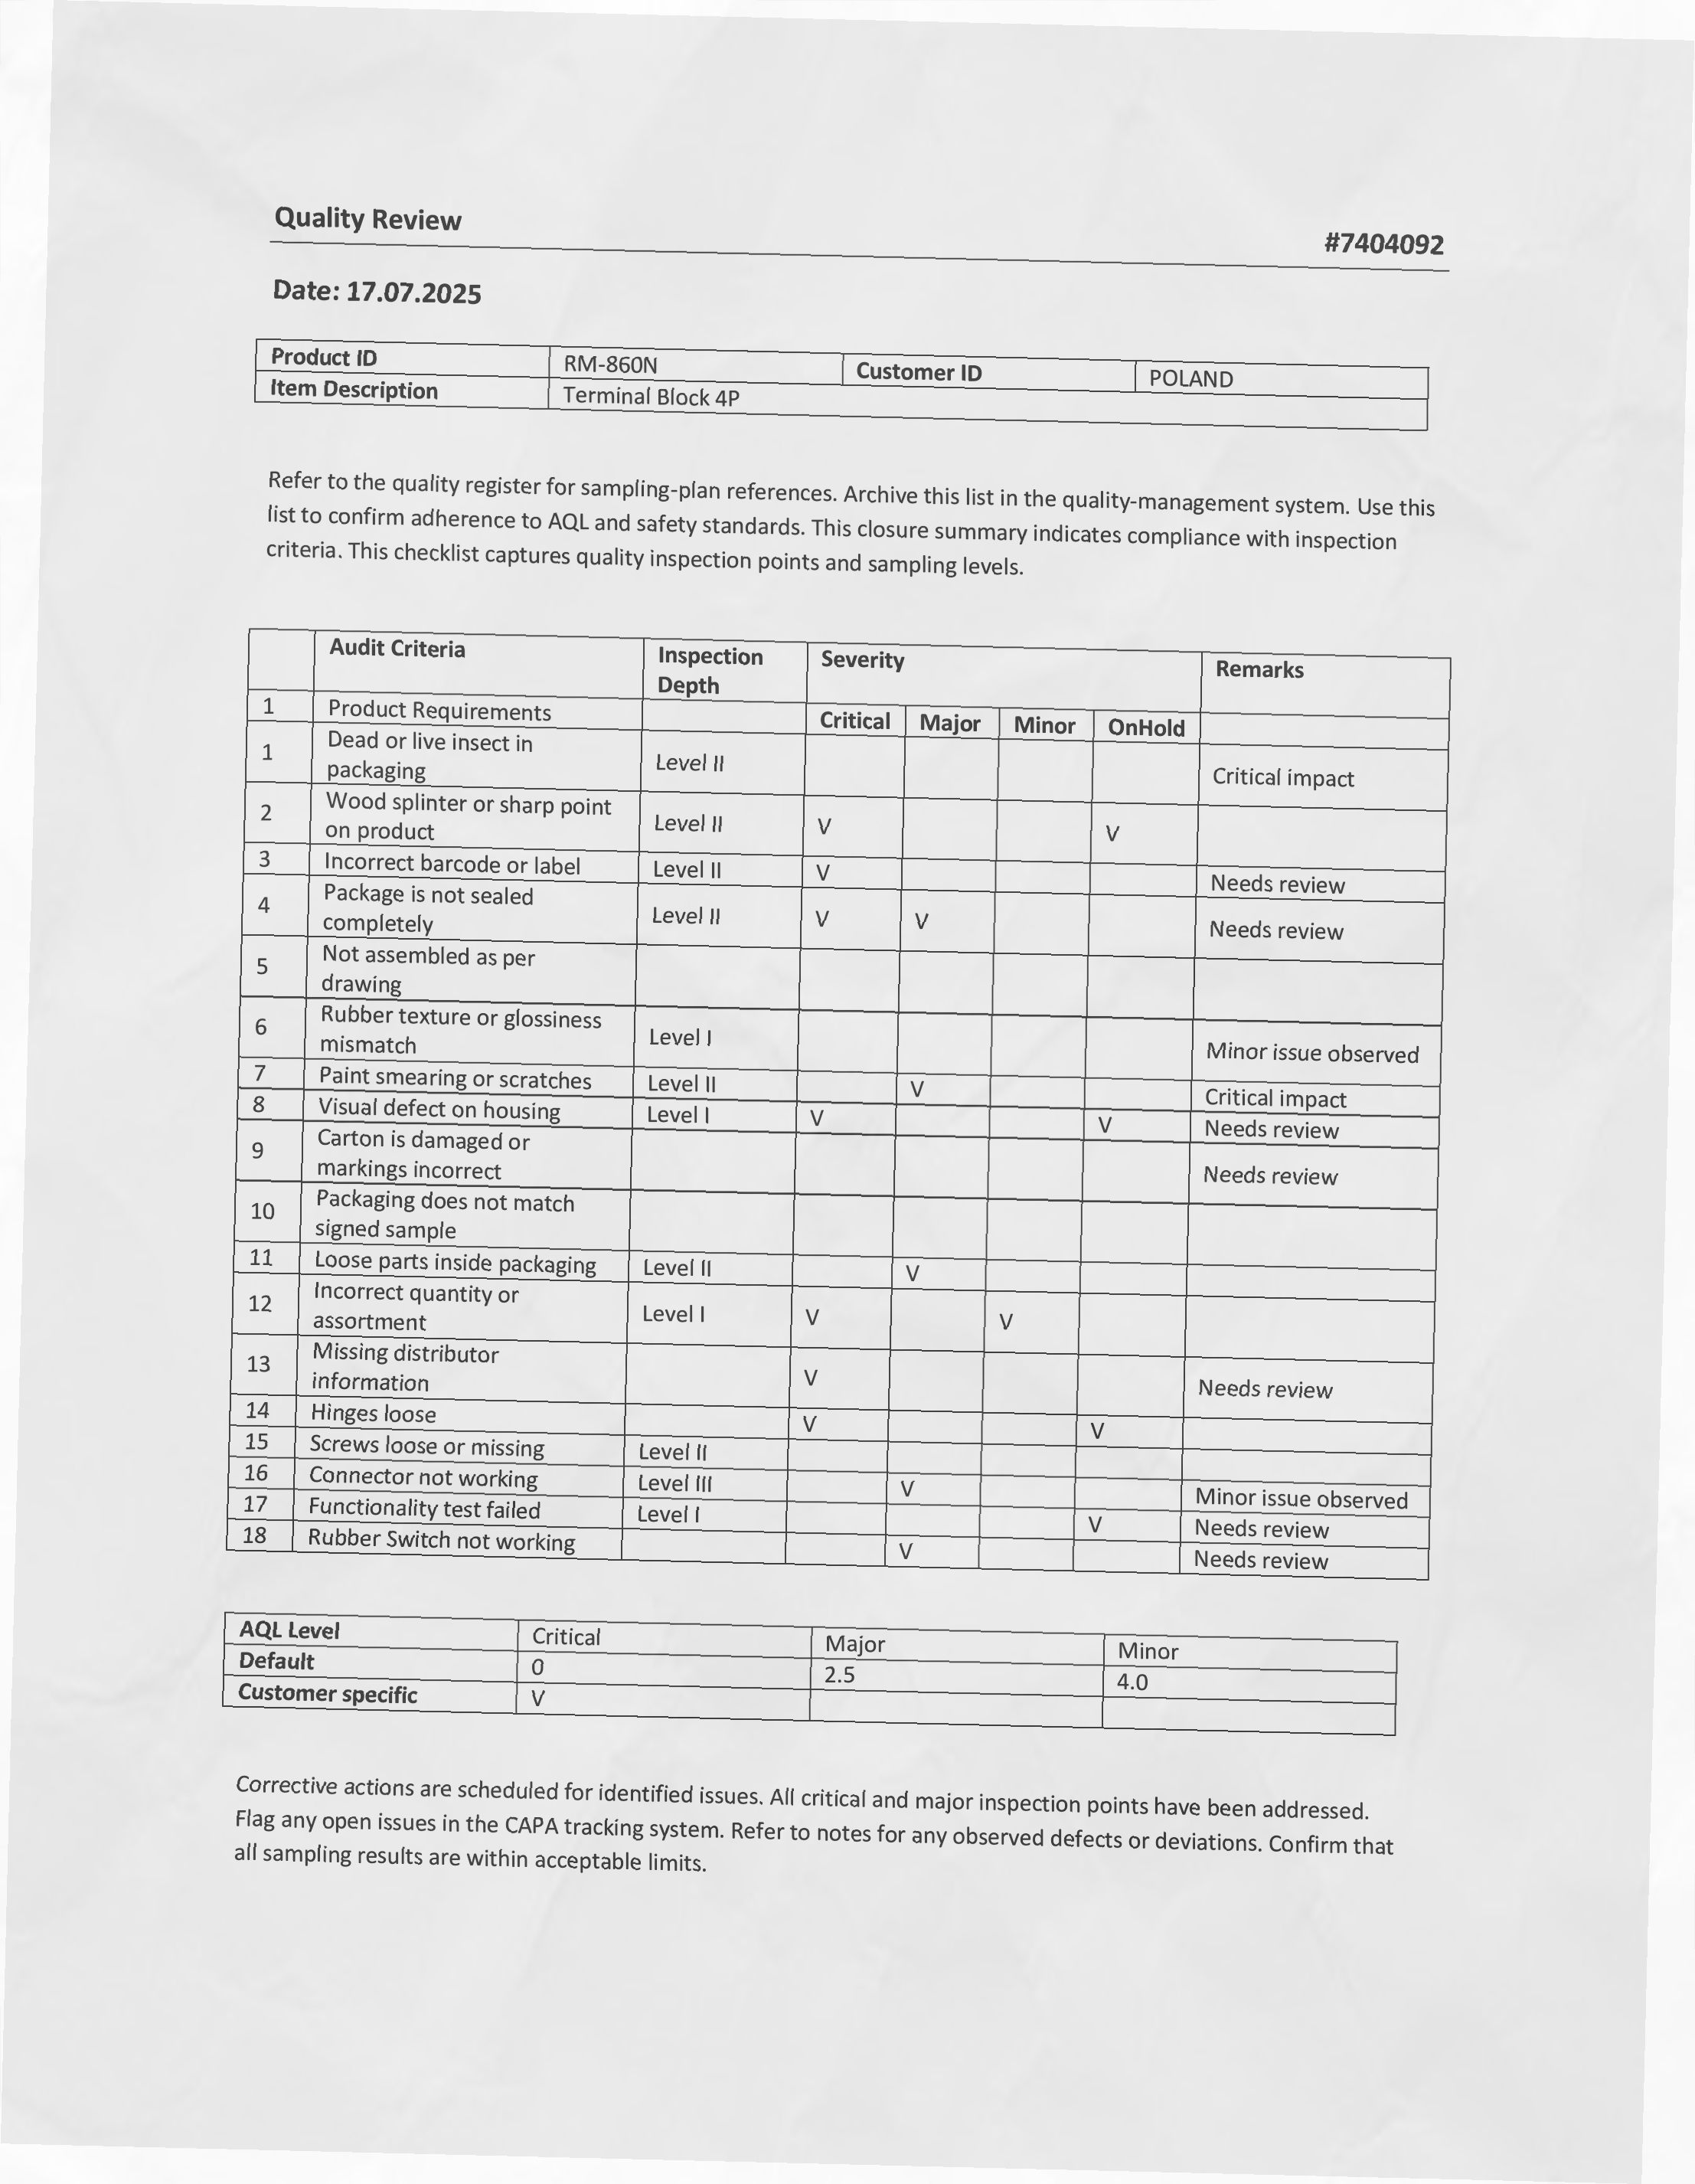 Quality Review
#7404092
Date: 17.07.2025
Product ID RM-860N Customer ID POLAND
Item Description Terminal Block 4P
Refer to the quality register for sampling-plan references. Archive this list in the quality-management system. Use this
list to confirm adherence to AQL and safety standards. This closure summary indicates compliance with inspection
criteria. This checklist captures quality inspection points and sampling levels.
Audit Criteria Inspection Severity Remarks
Depth
1 Product Requirements Critical Major Minor OnHold
1 Dead or live insect in Level II Critical impact
packaging
2 Wood splinter or sharp point Level II V V
on product
3 Incorrect barcode or label Level II V Needs review
4 Package is not sealed Level II V V Needs review
completely
5 Not assembled as per
drawing
6 Rubber texture or glossiness Level I Minor issue observed
mismatch
7 Paint smearing or scratches Level II V Critical impact
8 Visual defect on housing Level I V V Needs review
9 Carton is damaged or Needs review
markings incorrect
10 Packaging does not match
signed sample
11 Loose parts inside packaging Level II V
12 Incorrect quantity or Level I V V
assortment
13 Missing distributor V Needs review
information
14 Hinges loose V V
15 Screws loose or missing Level II
16 Connector not working Level III V Minor issue observed
17 Functionality test failed Level I V Needs review
18 Rubber Switch not working V Needs review
AQL Level Critical Major Minor
Default 0 2.5 4.0
Customer specific V
Corrective actions are scheduled for identified issues. All critical and major inspection points have been addressed.
Flag any open issues in the CAPA tracking system. Refer to notes for any observed defects or deviations. Confirm that
all sampling results are within acceptable limits.